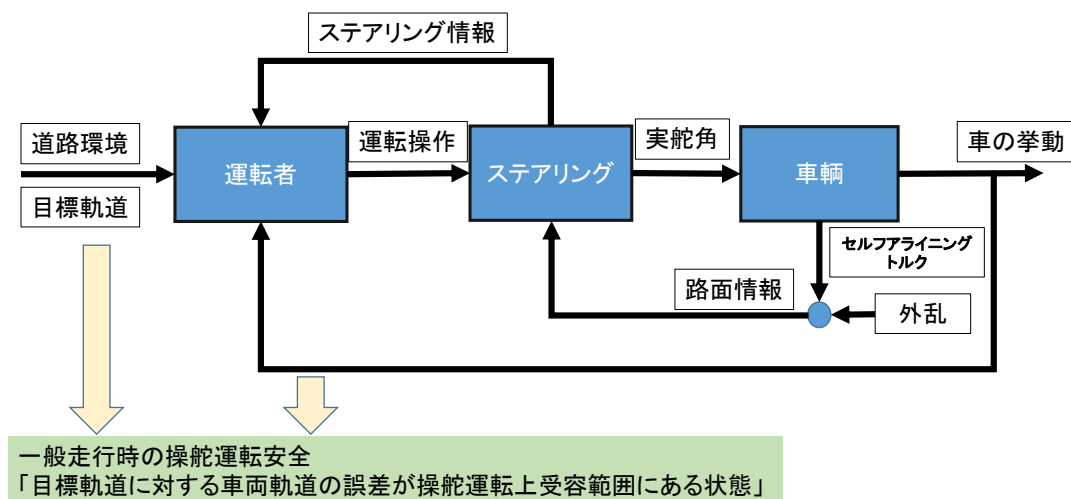 ステアリング情報
道路環境
目標軌道
運転者
運転操作
ステアリング
実舵角
車輌
車の挙動
セルフアライニング
トルク
路面情報
外乱
一般走行時の操舵運転安全
「目標軌道に対する車両軌道の誤差が操舵運転上受容範囲にある状態」